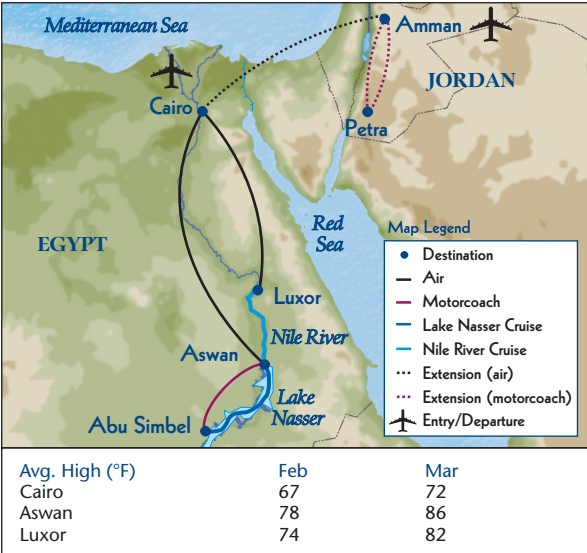 Mediterranean Sea
Amman
JORDAN
Cairo
Petra
Red
Sea
EGYPT
Luxor
Nile River
Aswan
Lake
Nasser
Abu Simbel
Map Legend
Destination
Air
Motorcoach
Lake Nasser Cruise
Nile River Cruise
Extension (air)
Extension (motorcoach)
Entry/Departure
Avg. High (°F) Feb Mar
Cairo 67 72
Aswan 78 86
Luxor 74 82